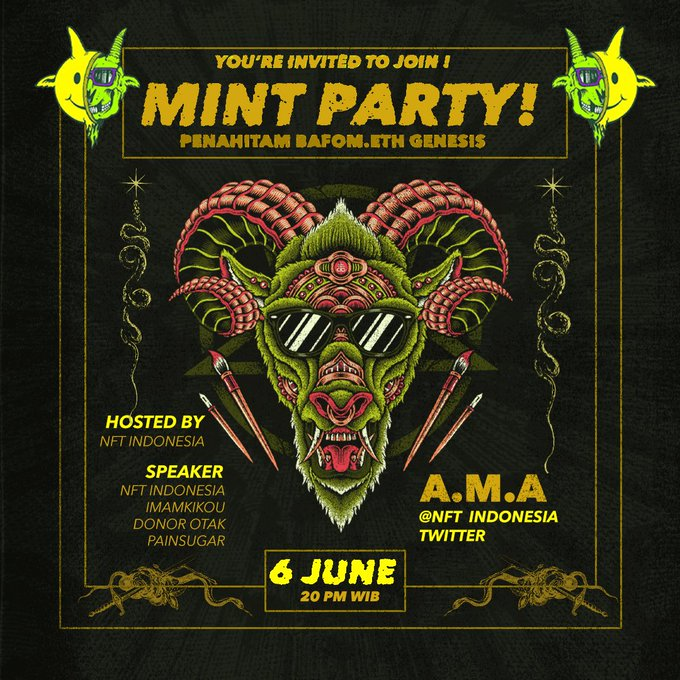 YOU'RE INVITED TO JOIN !
MINT PARTY!
PENAHITAM BAFOM.ETH GENESIS
HOSTED BY
NFT INDONESIA
SPEAKER
NFT INDONESIA
IMAMKIKOU
DONOR OTAK
PAINSUGAR
A.M.A
@NFT INDONESIA
TWITTER
6 JUNE
20 PM WIB